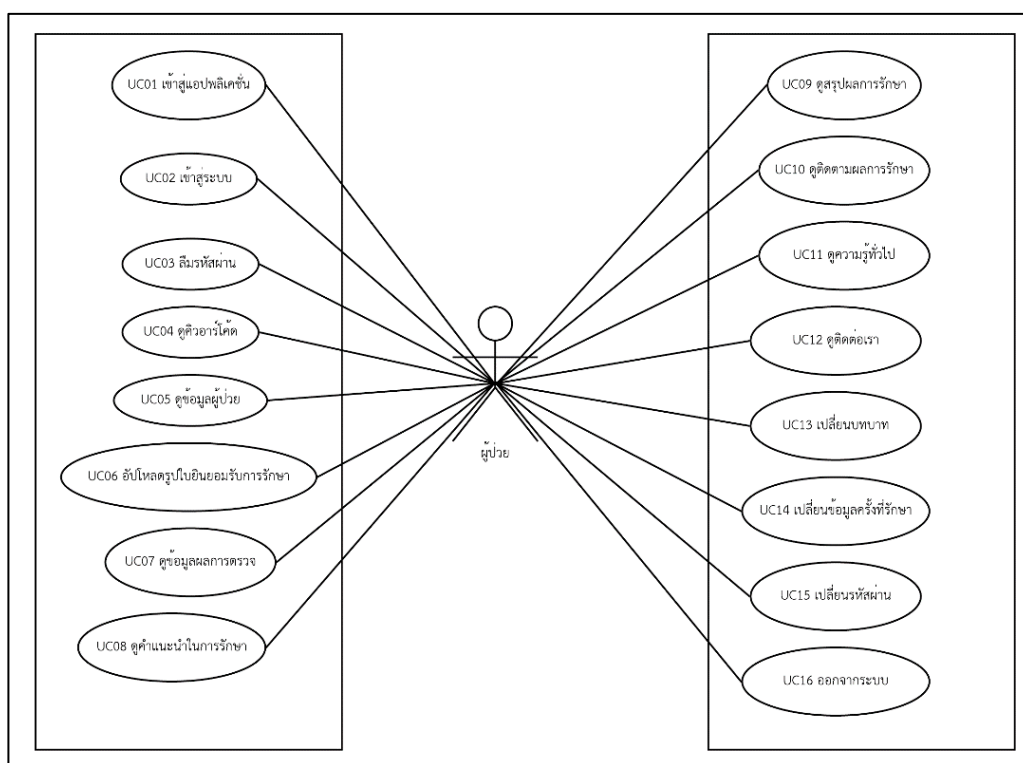 UC01 เข้าสู่แอปพลิเคชั่น
UC02 เข้าสู่ระบบ
UC03 ลืมรหัสผ่าน
UC04 ดูคิวอาร์โค้ด
UC05 ดูข้อมูลผู้ป่วย
UC06 อัปโหลดรูปใบยินยอมรับการรักษา
UC07 ดูข้อมูลผลการตรวจ
UC08 ดูคำแนะนำในการรักษา
ผู้ป่วย
UC09 ดูสรุปผลการรักษา
UC10 ดูติดตามผลการรักษา
UC11 ดูความรู้ทั่วไป
UC12 ดูติดต่อเรา
UC13 เปลี่ยนบทบาท
UC14 เปลี่ยนข้อมูลครั้งที่รักษา
UC15 เปลี่ยนรหัสผ่าน
UC16 ออกจากระบบ